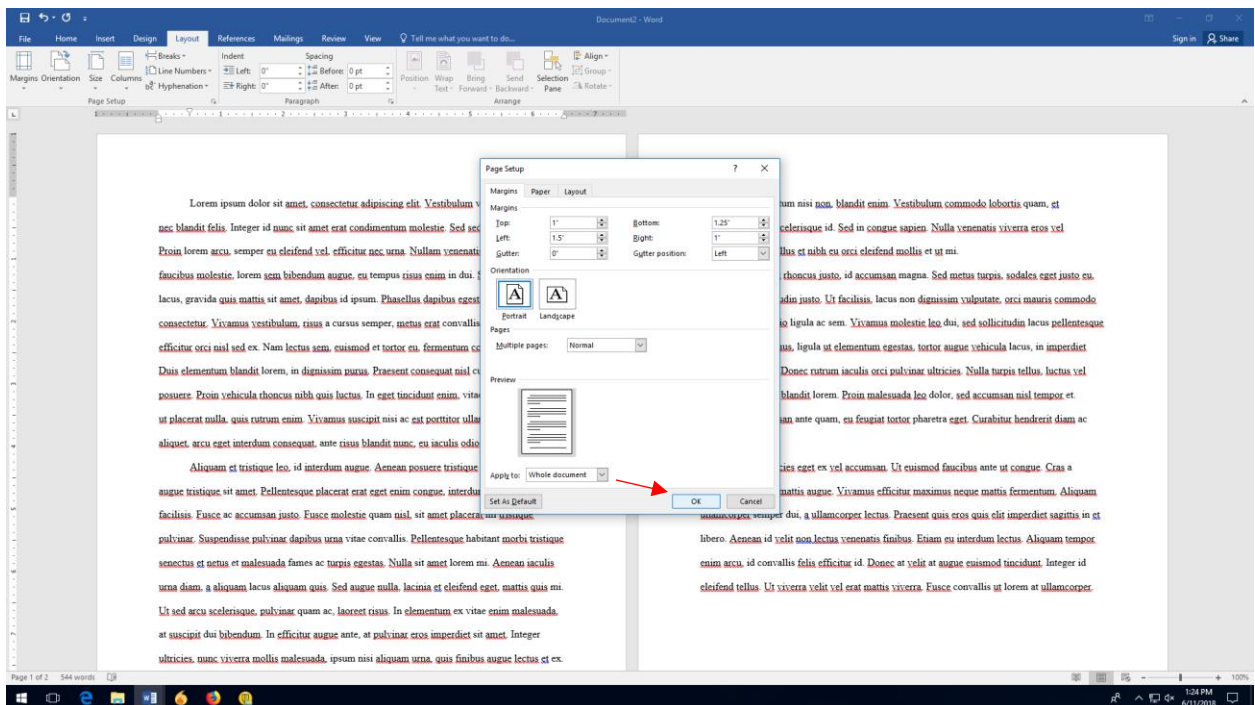 Document2 - Word
File Home Insert Design Layout References Mailings Review View Tell me what you want to do... Sign in Share
Breaks Indent Spacing Align
Line Numbers Left: 0" Before: 0 pt Group
Margins Orientation Size Columns Position Wrap Bring Send Selection
Hyphenation Right: 0" After: 0 pt Text Forward Backward Pane Rotate
Page Setup Paragraph Arrange
Page Setup ? ×
Margins Paper Layout
Margins
Top: 1" Bottom: 1.25"
Left: 1.5" Right: 1"
Gutter: 0" Gutter position: Left
Orientation
Portrait Landscape
Pages
Multiple pages: Normal
Preview
Apply to: Whole document
Set As Default OK Cancel
Lorem ipsum dolor sit amet, consectetur adipiscing elit. Vestibulum
nec blandit felis. Integer id nunc sit amet erat condimentum molestie. Sed sed
Proin lorem arcu, semper eu eleifend vel, efficitur nec urna. Nullam venenati
faucibus molestie, lorem sem bibendum augue, eu tempus risus enim in dui.
lacus, gravida quis mattis sit amet, dapibus id ipsum. Phasellus dapibus egest
consectetur. Vivamus vestibulum, risus a cursus semper, metus erat convallis
efficitur orci nisl sed ex. Nam lectus sem, euismod et tortor eu, fermentum
Duis elementum blandit lorem, in dignissim purus. Praesent consequat nisl
posuere. Proin vehicula rhoncus nibh quis luctus. In eget tincidunt enim, vita
ut placerat nulla, quis rutrum enim. Vivamus suscipit nisi ac est porttitor ulla
aliquet, arcu eget interdum consequat, ante risus blandit nunc, eu iaculis odio
Aliquam et tristique leo, id interdum augue. Aenean posuere tristique
augue tristique sit amet. Pellentesque placerat erat eget enim congue, interdu
facilisis. Fusce ac accumsan justo. Fusce molestie quam nisl, sit amet placera mi tristique
pulvinar. Suspendisse pulvinar dapibus urna vitae convallis. Pellentesque habitant morbi tristique
senectus et netus et malesuada fames ac turpis egestas. Nulla sit amet lorem mi. Aenean iaculis
urna diam, a aliquam lacus aliquam quis. Sed augue nulla, lacinia et eleifend eget, mattis quis mi.
Ut sed arcu scelerisque, pulvinar quam ac, laoreet risus. In elementum ex vitae enim malesuada,
at suscipit dui bibendum. In efficitur augue ante, at pulvinar eros imperdiet sit amet. Integer
ultricies, nunc viverra mollis malesuada, ipsum nisi aliquam urna, quis finibus augue lectus et ex.
um nisi non, blandit enim. Vestibulum commodo lobortis quam, et
celerisque id. Sed in congue sapien. Nulla venenatis viverra eros vel
llus et nibh eu orci eleifend mollis et ut mi.
rhoncus justo, id accumsan magna. Sed metus turpis, sodales eget justo eu,
udin justo. Ut facilisis, lacus non dignissim vulputate, orci mauris commodo
ligula ac sem. Vivamus molestie leo dui, sed sollicitudin lacus pellentesque
us, ligula ut elementum egestas, tortor augue vehicula lacus, in imperdiet
Donec rutrum iaculis orci pulvinar ultricies. Nulla turpis tellus, luctus vel
blandit lorem. Proin malesuada leo dolor, sed accumsan nisl tempor et.
an ante quam, eu feugiat tortor pharetra eget. Curabitur hendrerit diam ac
cies eget ex vel accumsan. Ut euismod faucibus ante ut congue. Cras a
mattis augue. Vivamus efficitur maximus neque mattis fermentum. Aliquam
ullamcorper semper dui, a ullamcorper lectus. Praesent quis eros quis elit imperdiet sagittis in et
libero. Aenean id velit non lectus venenatis finibus. Etiam eu interdum lectus. Aliquam tempor
enim arcu, id convallis felis efficitur id. Donec at velit at augue euismod tincidunt. Integer id
eleifend tellus. Ut viverra velit vel erat mattis viverra. Fusce convallis ut lorem at ullamcorper.
Page 1 of 2 544 words 100%
1:24 PM
6/11/2018